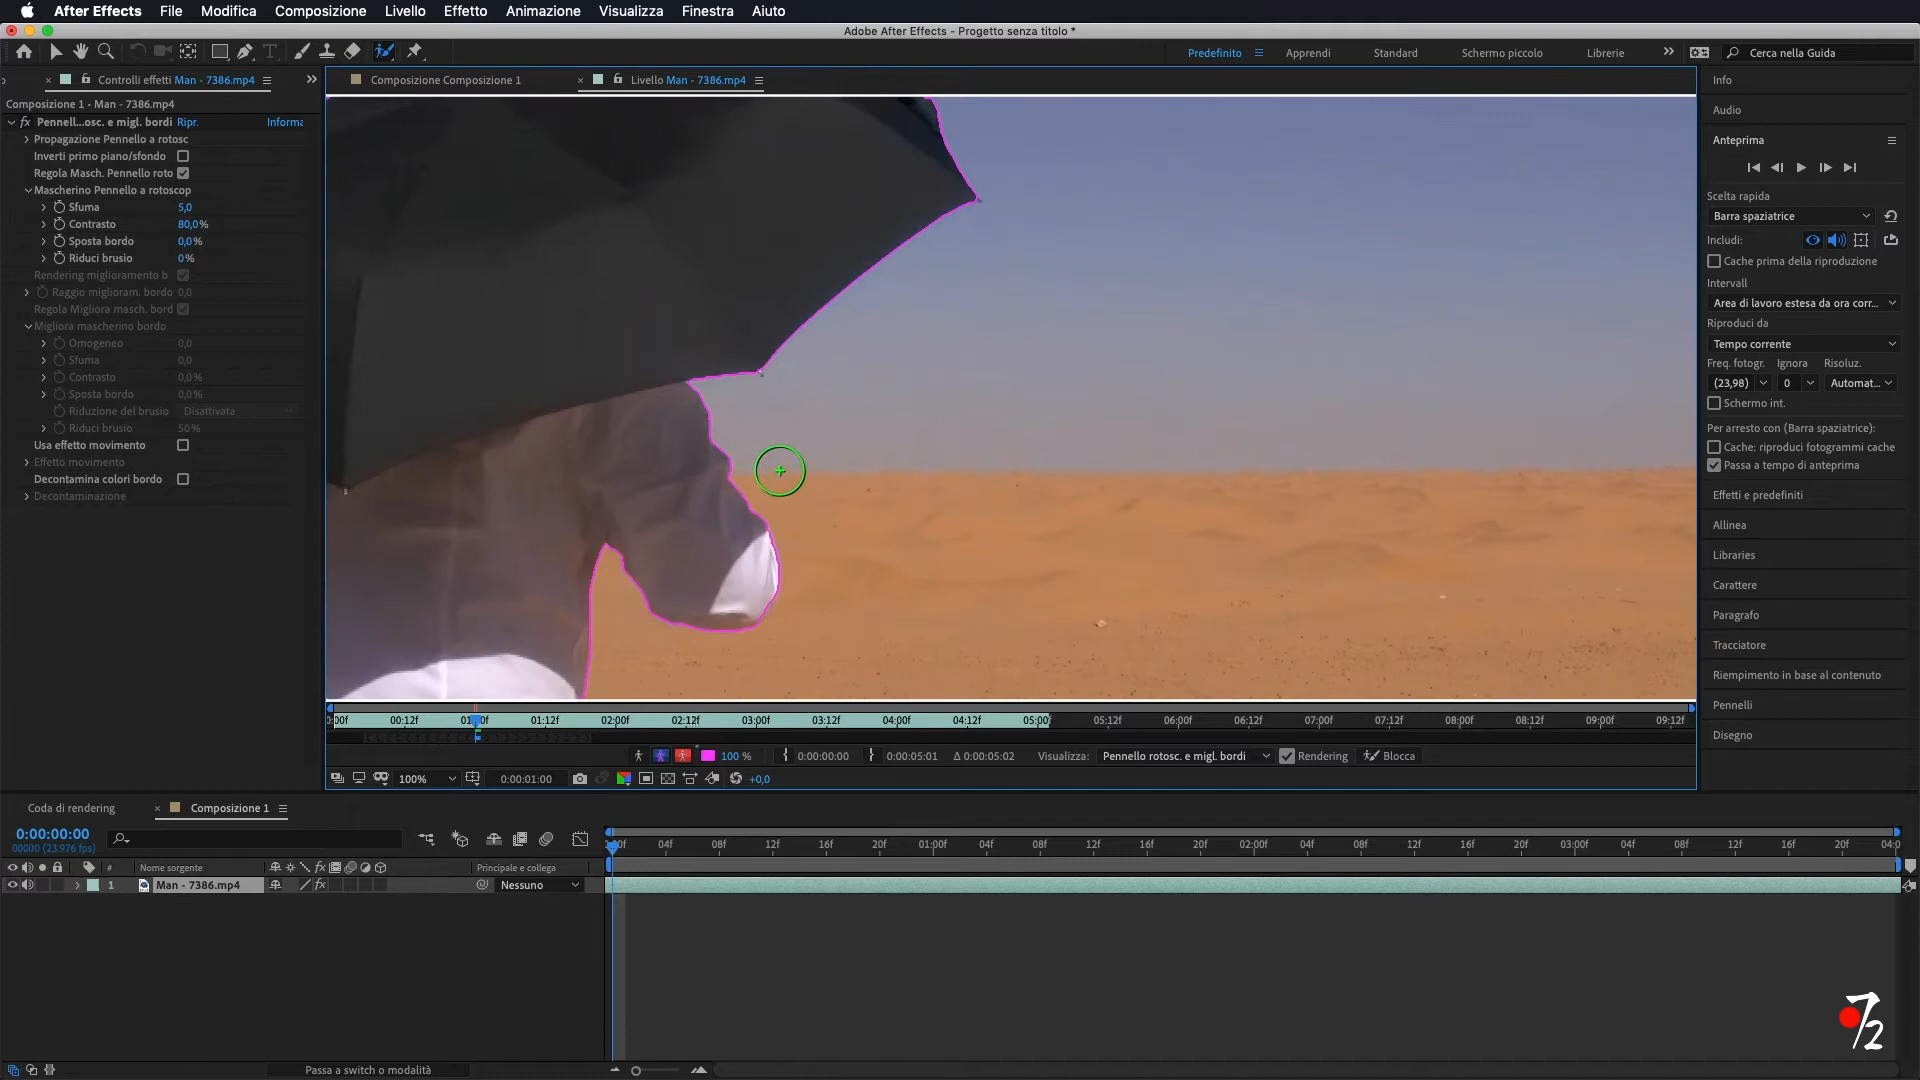 After Effects File Modifica Composizione Livello Effetto Animazione Visualizza Finestra Aiuto
Adobe After Effects - Progetto senza titolo *
Predefinito Apprendi Standard Schermo piccolo Librerie Cerca nella Guida
Controlli effetti Man - 7386.mp4
Composizione Composizione 1
Livello Man - 7386.mp4
Composizione 1 • Man - 7386.mp4
fx Pennell...osc. e migl. bordi Ripr. Informa
Propagazione Pennello a rotosc
Inverti primo piano/sfondo
Regola Masch. Pennello roto
Mascherino Pennello a rotoscop
Sfuma 5,0
Contrasto 80,0%
Sposta bordo 0,0%
Riduci brusio 0%
Rendering miglioramento b
Raggio miglioram. bordo 0,0
Regola Migliora masch. bord
Migliora mascherino bordo
Omogeneo 0,0
Sfuma 0,0
Contrasto 0,0%
Sposta bordo 0,0%
Riduzione del brusio Disattivata
Riduci brusio 50%
Usa effetto movimento
Effetto movimento
Decontamina colori bordo
Decontaminazione
Info
Audio
Anteprima
Scelta rapida
Barra spaziatrice
Includi:
Cache prima della riproduzione
Intervalli
Area di lavoro estesa da ora corr...
Riproduci da
Tempo corrente
Freq. fotogr. Ignora Risoluz.
(23,98) 0 Automat...
Schermo int.
Per arresto con (Barra spaziatrice):
Cache: riproduci fotogrammi cache
Passa a tempo di anteprima
Effetti e predefiniti
Allinea
Libraries
Carattere
Paragrafo
Tracciatore
Riempimento in base al contenuto
Pennelli
Disegno
00:12f 01:12f 02:00f 02:12f 03:00f 03:12f 04:00f 04:12f 05:00f 05:12f 06:00f 06:12f 07:00f 07:12f 08:00f 08:12f 09:00f 09:12f
100 % 0:00:00:00 0:00:05:01 Δ 0:00:05:02 Visualizza: Pennello rotosc. e migl. bordi Rendering Blocca
100% 0:00:01:00 +0,0
Coda di rendering Composizione 1
0:00:00:00
00000 (23.976 fps)
04f 08f 12f 16f 20f 01:00f 04f 08f 12f 16f 20f 02:00f 04f 08f 12f 16f 20f 03:00f 04f 08f 12f 16f 20f 04:0
# Nome sorgente fx Principale e collega
1 Man - 7386.mp4 fx Nessuno
Passa a switch o modalità
7/2